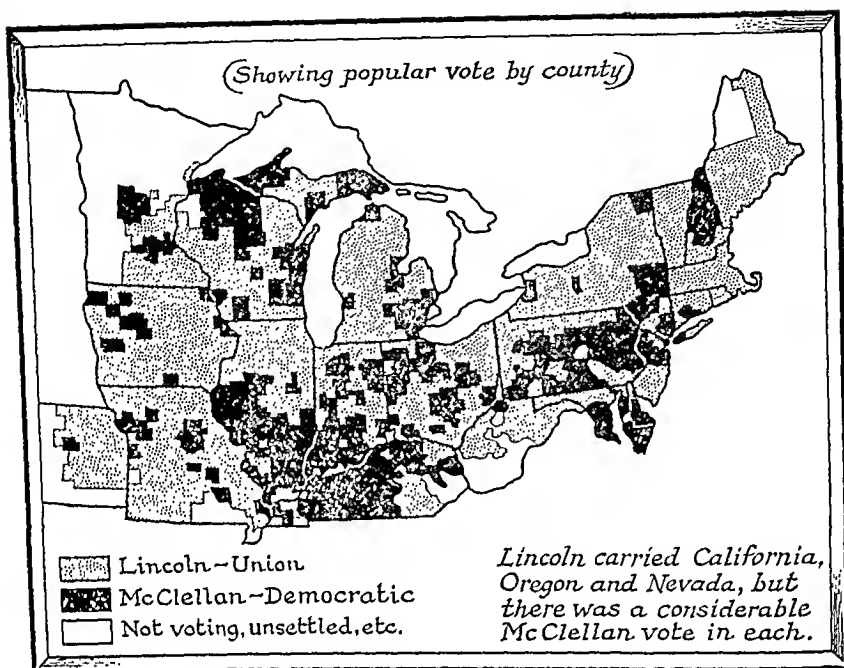 (Showing popular vote by county)
Lincoln~Union
McClellan~Democratic
Not voting, unsettled, etc.
Lincoln carried California,
Oregon and Nevada, but
there was a considerable
McClellan vote in each.